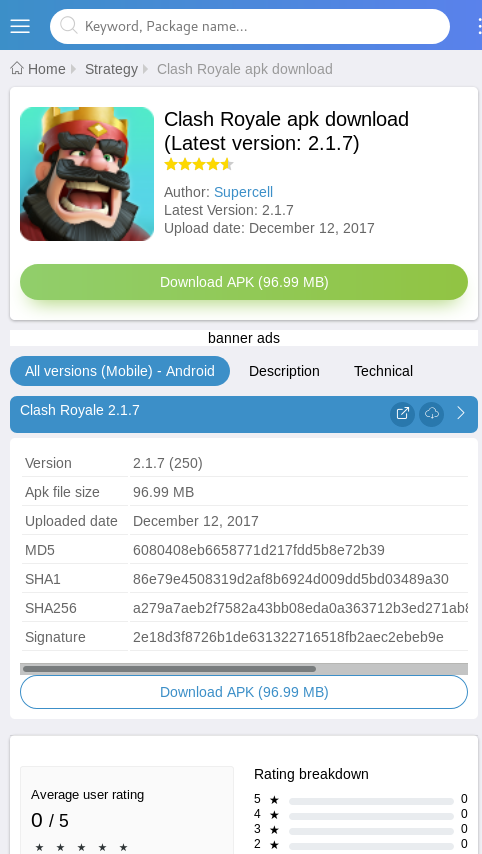 Keyword, Package name...
Home Strategy Clash Royale apk download
Clash Royale apk download
(Latest version: 2.1.7)
Author: Supercell
Latest Version: 2.1.7
Upload date: December 12, 2017
Download APK (96.99 MB)
banner ads
All versions (Mobile) - Android Description Technical
Clash Royale 2.1.7
Version 2.1.7 (250)
Apk file size 96.99 MB
Uploaded date December 12, 2017
MD5 6080408eb6658771d217fdd5b8e72b39
SHA1 86e79e4508319d2af8b6924d009dd5bd03489a30
SHA256 a279a7aeb2f7582a43bb08eda0a363712b3ed271ab8
Signature 2e18d3f8726b1de631322716518fb2aec2ebeb9e
Download APK (96.99 MB)
Rating breakdown
Average user rating
0 / 5
5 ★ 0
4 ★ 0
3 ★ 0
2 ★ 0